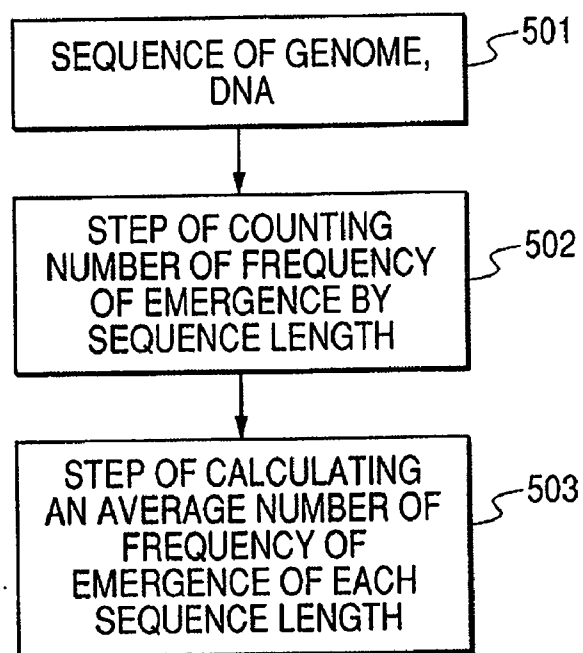 SEQUENCE OF GENOME,
DNA
501
STEP OF COUNTING
NUMBER OF FREQUENCY
OF EMERGENCE BY
SEQUENCE LENGTH
502
STEP OF CALCULATING
AN AVERAGE NUMBER OF
FREQUENCY OF
EMERGENCE OF EACH
SEQUENCE LENGTH
503